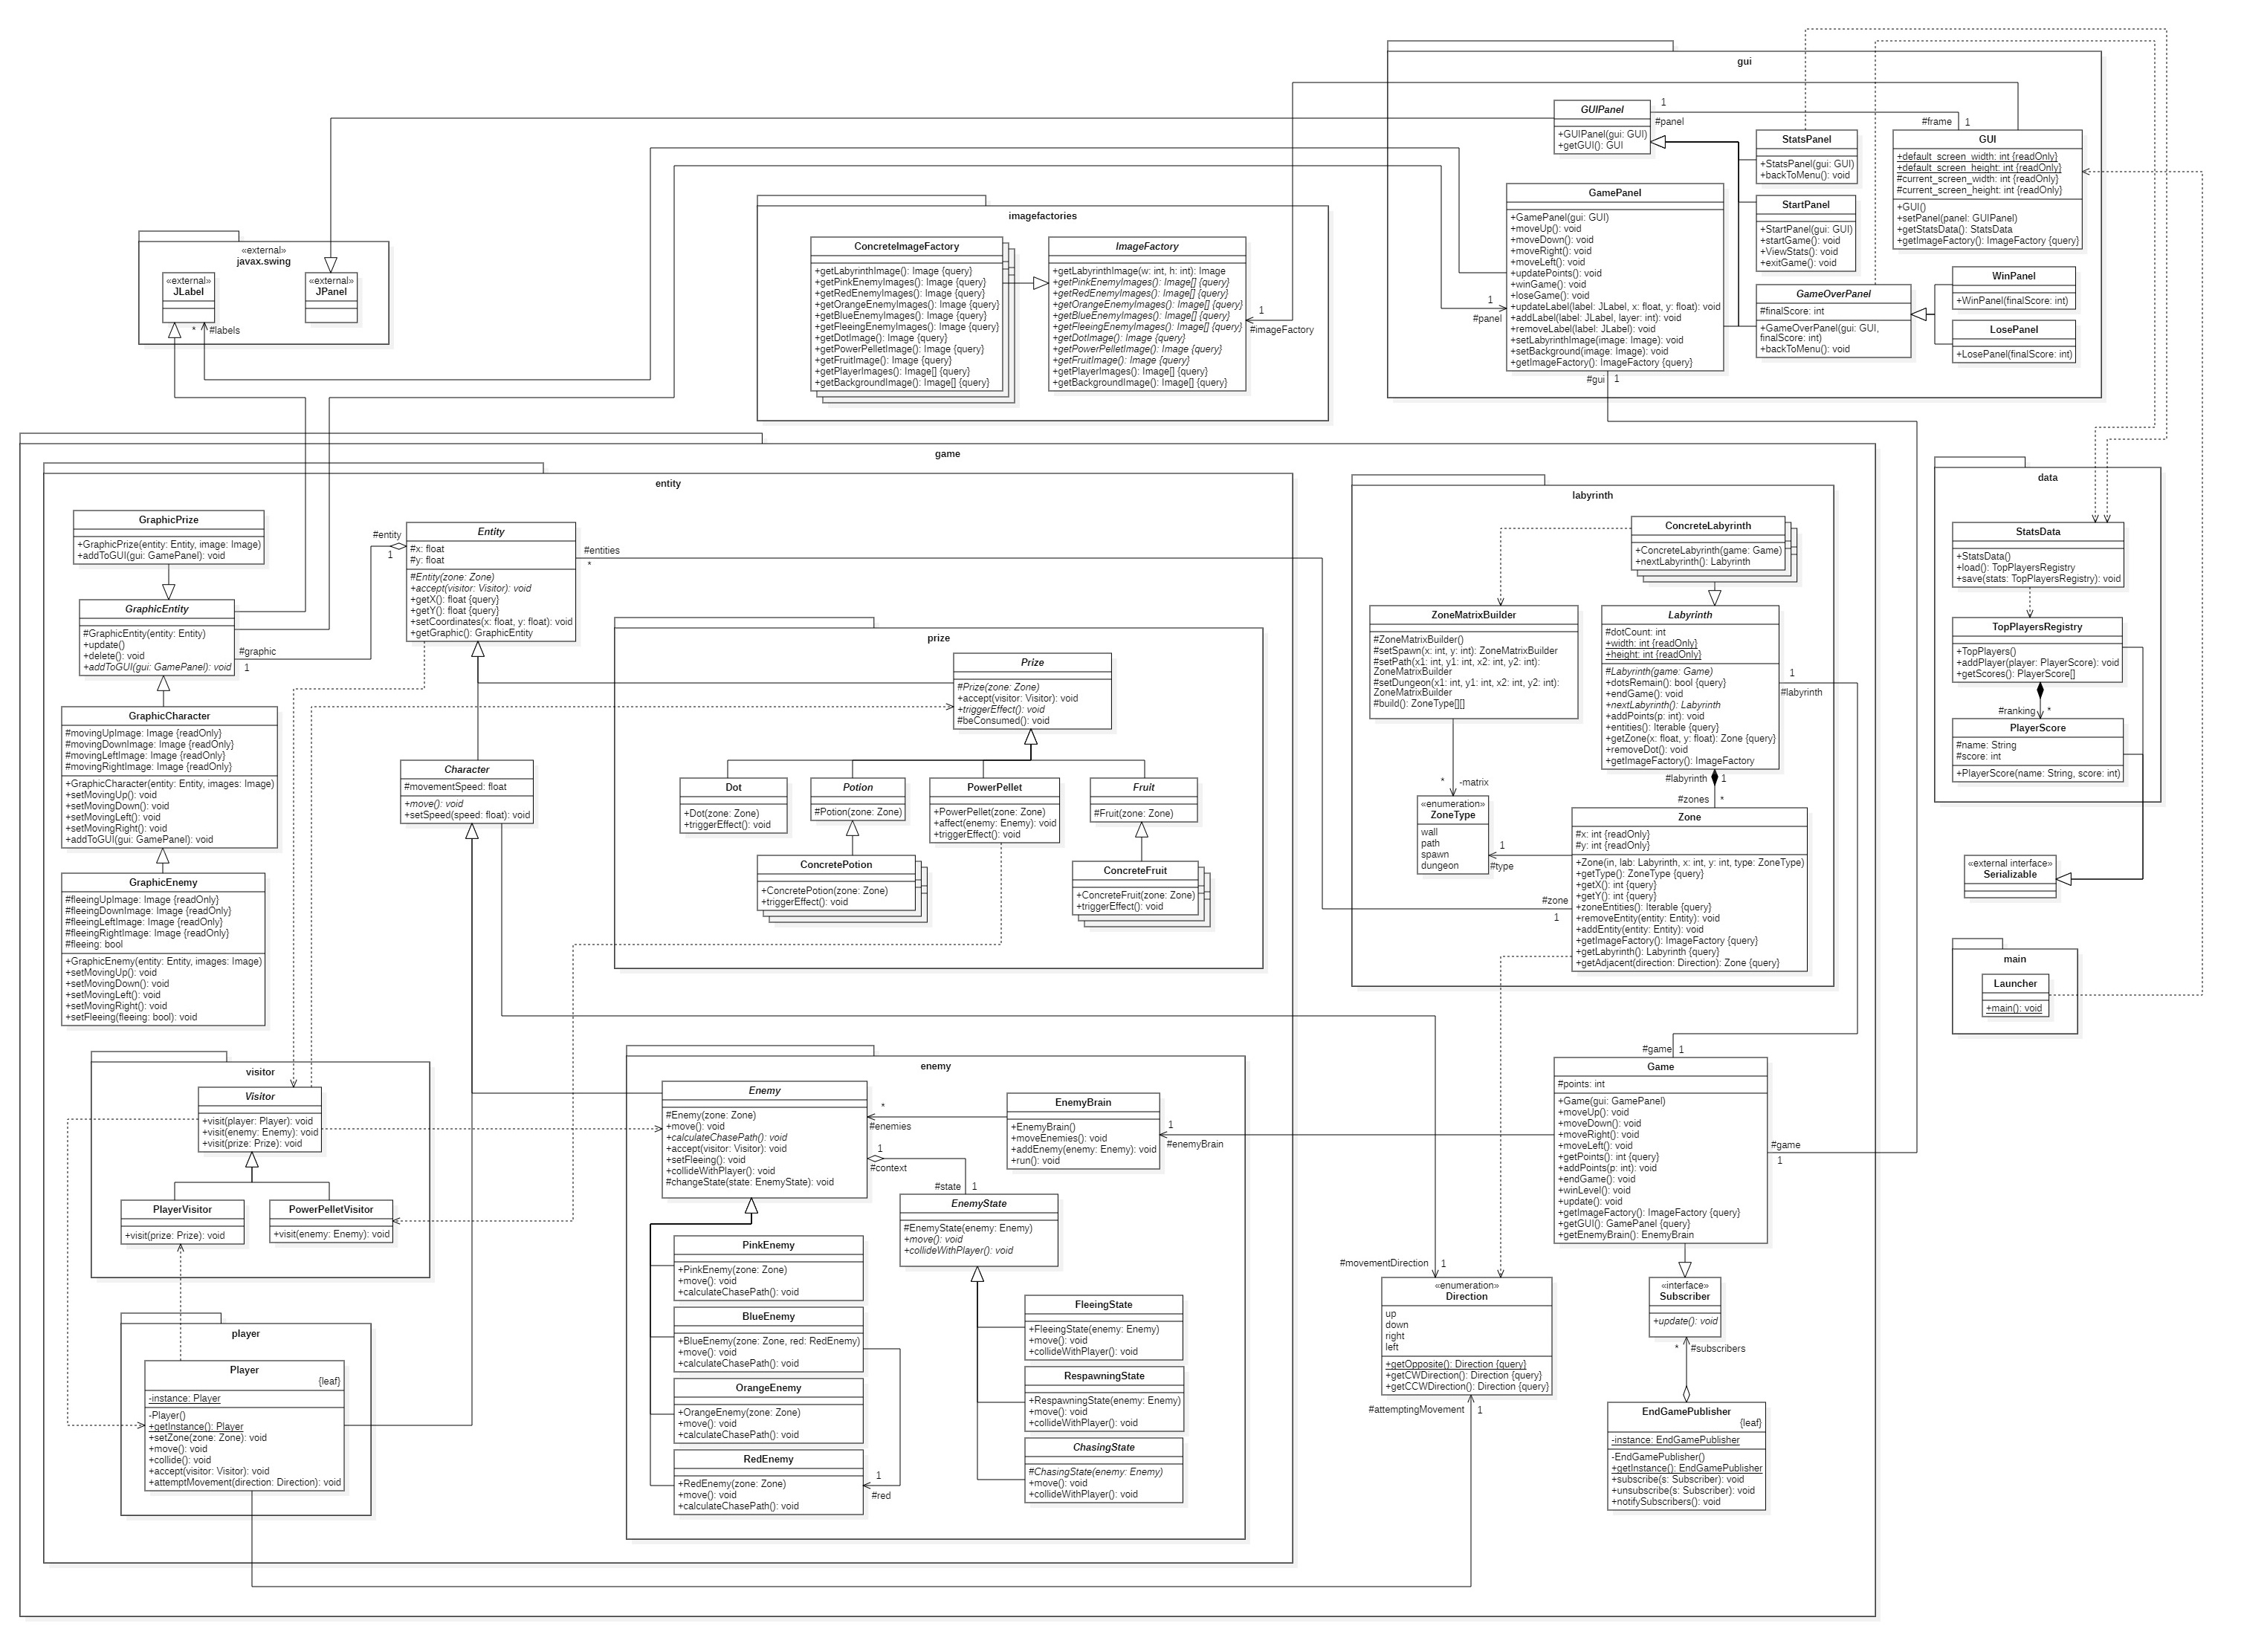 gui
GUIPanel
+GUIPanel(gui: GUI)
+getGUI(): GUI
1
#panel
#frame
1
StatsPanel
+StatsPanel(gui: GUI)
+backToMenu(): void
GUI
+default_screen_width: int {readOnly}
+default_screen_height: int {readOnly}
#current_screen_width: int {readOnly}
#current_screen_height: int {readOnly}
+GUI()
+setPanel(panel: GUIPanel)
+getStatsData(): StatsData
+getImageFactory(): ImageFactory {query}
GamePanel
+GamePanel(gui: GUI)
+moveUp(): void
+moveDown(): void
+moveRight(): void
+moveLeft(): void
+updatePoints(): void
+winGame(): void
+loseGame(): void
+updateLabel(label: JLabel, x: float, y: float): void
+addLabel(label: JLabel, layer: int): void
+removeLabel(label: JLabel): void
+setLabyrinthImage(image: Image): void
+setBackground(image: Image): void
+getImageFactory(): ImageFactory {query}
1
#panel
#gui
1
StartPanel
+StartPanel(gui: GUI)
+startGame(): void
+ViewStats(): void
+exitGame(): void
GameOverPanel
#finalScore: int
+GameOverPanel(gui: GUI,
finalScore: int)
+backToMenu(): void
WinPanel
+WinPanel(finalScore: int)
LosePanel
+LosePanel(finalScore: int)
imagefactories
ConcreteImageFactory
+getLabyrinthImage(): Image {query}
+getPinkEnemyImages(): Image {query}
+getRedEnemyImages(): Image {query}
+getOrangeEnemyImages(): Image {query}
+getBlueEnemyImages(): Image {query}
+getFleeingEnemyImages(): Image {query}
+getDotImage(): Image {query}
+getPowerPelletImage(): Image {query}
+getFruitImage(): Image {query}
+getPlayerImages(): Image[] {query}
+getBackgroundImage(): Image[] {query}
ImageFactory
+getLabyrinthImage(w: int, h: int): Image
+getPinkEnemyImages(): Image[] {query}
+getRedEnemyImages(): Image[] {query}
+getOrangeEnemyImages(): Image[] {query}
+getBlueEnemyImages(): Image[] {query}
+getFleeingEnemyImages(): Image[] {query}
+getDotImage(): Image {query}
+getPowerPelletImage(): Image {query}
+getFruitImage(): Image {query}
+getPlayerImages(): Image[] {query}
+getBackgroundImage(): Image[] {query}
1
#imageFactory
«external»
javax.swing
«external»
JLabel
«external»
JPanel
*
#labels
game
entity
GraphicPrize
+GraphicPrize(entity: Entity, image: Image)
+addToGUI(gui: GamePanel): void
GraphicEntity
#GraphicEntity(entity: Entity)
+update()
+delete(): void
+addToGUI(gui: GamePanel): void
#entity
1
#graphic
1
GraphicCharacter
#movingUpImage: Image {readOnly}
#movingDownImage: Image {readOnly}
#movingLeftImage: Image {readOnly}
#movingRightImage: Image {readOnly}
+GraphicCharacter(entity: Entity, images: Image)
+setMovingUp(): void
+setMovingDown(): void
+setMovingLeft(): void
+setMovingRight(): void
+addToGUI(gui: GamePanel): void
GraphicEnemy
#fleeingUpImage: Image {readOnly}
#fleeingDownImage: Image {readOnly}
#fleeingLeftImage: Image {readOnly}
#fleeingRightImage: Image {readOnly}
#fleeing: bool
+GraphicEnemy(entity: Entity, images: Image)
+setMovingUp(): void
+setMovingDown(): void
+setMovingLeft(): void
+setMovingRight(): void
+setFleeing(fleeing: bool): void
Entity
#x: float
#y: float
#Entity(zone: Zone)
+accept(visitor: Visitor): void
+getX(): float {query}
+getY(): float {query}
+setCoordinates(x: float, y: float): void
+getGraphic(): GraphicEntity
#entities
*
Character
#movementSpeed: float
+move(): void
+setSpeed(speed: float): void
prize
Prize
#Prize(zone: Zone)
+accept(visitor: Visitor): void
+triggerEffect(): void
#beConsumed(): void
Dot
+Dot(zone: Zone)
+triggerEffect(): void
Potion
#Potion(zone: Zone)
PowerPellet
+PowerPellet(zone: Zone)
+affect(enemy: Enemy): void
+triggerEffect(): void
Fruit
#Fruit(zone: Zone)
ConcretePotion
+ConcretePotion(zone: Zone)
+triggerEffect(): void
ConcreteFruit
+ConcreteFruit(zone: Zone)
+triggerEffect(): void
visitor
Visitor
+visit(player: Player): void
+visit(enemy: Enemy): void
+visit(prize: Prize): void
PlayerVisitor
+visit(prize: Prize): void
PowerPelletVisitor
+visit(enemy: Enemy): void
player
Player
{leaf}
-instance: Player
-Player()
+getInstance(): Player
+setZone(zone: Zone): void
+move(): void
+collide(): void
+accept(visitor: Visitor): void
+attemptMovement(direction: Direction): void
enemy
Enemy
#Enemy(zone: Zone)
+move(): void
+calculateChasePath(): void
+accept(visitor: Visitor): void
+setFleeing(): void
+collideWithPlayer(): void
#changeState(state: EnemyState): void
*
#enemies
1
#context
#state
1
EnemyBrain
+EnemyBrain()
+moveEnemies(): void
+addEnemy(enemy: Enemy): void
+run(): void
1
#enemyBrain
EnemyState
#EnemyState(enemy: Enemy)
+move(): void
+collideWithPlayer(): void
PinkEnemy
+PinkEnemy(zone: Zone)
+move(): void
+calculateChasePath(): void
BlueEnemy
+BlueEnemy(zone: Zone, red: RedEnemy)
+move(): void
+calculateChasePath(): void
OrangeEnemy
+OrangeEnemy(zone: Zone)
+move(): void
+calculateChasePath(): void
RedEnemy
+RedEnemy(zone: Zone)
+move(): void
+calculateChasePath(): void
1
#red
FleeingState
+FleeingState(enemy: Enemy)
+move(): void
+collideWithPlayer(): void
RespawningState
+RespawningState(enemy: Enemy)
+move(): void
+collideWithPlayer(): void
ChasingState
#ChasingState(enemy: Enemy)
+move(): void
+collideWithPlayer(): void
labyrinth
ConcreteLabyrinth
+ConcreteLabyrinth(game: Game)
+nextLabyrinth(): Labyrinth
ZoneMatrixBuilder
#ZoneMatrixBuilder()
#setSpawn(x: int, y: int): ZoneMatrixBuilder
#setPath(x1: int, y1: int, x2: int, y2: int):
ZoneMatrixBuilder
#setDungeon(x1: int, y1: int, x2: int, y2: int):
ZoneMatrixBuilder
#build(): ZoneType[][]
Labyrinth
#dotCount: int
+width: int {readOnly}
+height: int {readOnly}
#Labyrinth(game: Game)
+dotsRemain(): bool {query}
+endGame(): void
+nextLabyrinth(): Labyrinth
+addPoints(p: int): void
+entities(): Iterable {query}
+getZone(x: float, y: float): Zone {query}
+removeDot(): void
+getImageFactory(): ImageFactory
1
#labyrinth
#labyrinth
1
#zones
*
*
-matrix
«enumeration»
ZoneType
wall
path
spawn
dungeon
1
#type
Zone
#x: int {readOnly}
#y: int {readOnly}
+Zone(in, lab: Labyrinth, x: int, y: int, type: ZoneType)
+getType(): ZoneType {query}
+getX(): int {query}
+getY(): int {query}
+zoneEntities(): Iterable {query}
+removeEntity(entity: Entity): void
+addEntity(entity: Entity): void
+getImageFactory(): ImageFactory {query}
+getLabyrinth(): Labyrinth {query}
+getAdjacent(direction: Direction): Zone {query}
#zone
1
#game
1
Game
#points: int
+Game(gui: GamePanel)
+moveUp(): void
+moveDown(): void
+moveRight(): void
+moveLeft(): void
+getPoints(): int {query}
+addPoints(p: int): void
+endGame(): void
+winLevel(): void
+update(): void
+getImageFactory(): ImageFactory {query}
+getGUI(): GamePanel {query}
+getEnemyBrain(): EnemyBrain
#game
1
#movementDirection
1
«enumeration»
Direction
up
down
right
left
+getOpposite(): Direction {query}
+getCWDirection(): Direction {query}
+getCCWDirection(): Direction {query}
#attemptingMovement
1
«interface»
Subscriber
+update(): void
*
#subscribers
EndGamePublisher
{leaf}
-instance: EndGamePublisher
-EndGamePublisher()
+getInstance(): EndGamePublisher
+subscribe(s: Subscriber): void
+unsubscribe(s: Subscriber): void
+notifySubscribers(): void
data
StatsData
+StatsData()
+load(): TopPlayersRegistry
+save(stats: TopPlayersRegistry): void
TopPlayersRegistry
+TopPlayers()
+addPlayer(player: PlayerScore): void
+getScores(): PlayerScore[]
#ranking
*
PlayerScore
#name: String
#score: int
+PlayerScore(name: String, score: int)
«external interface»
Serializable
main
Launcher
+main(): void